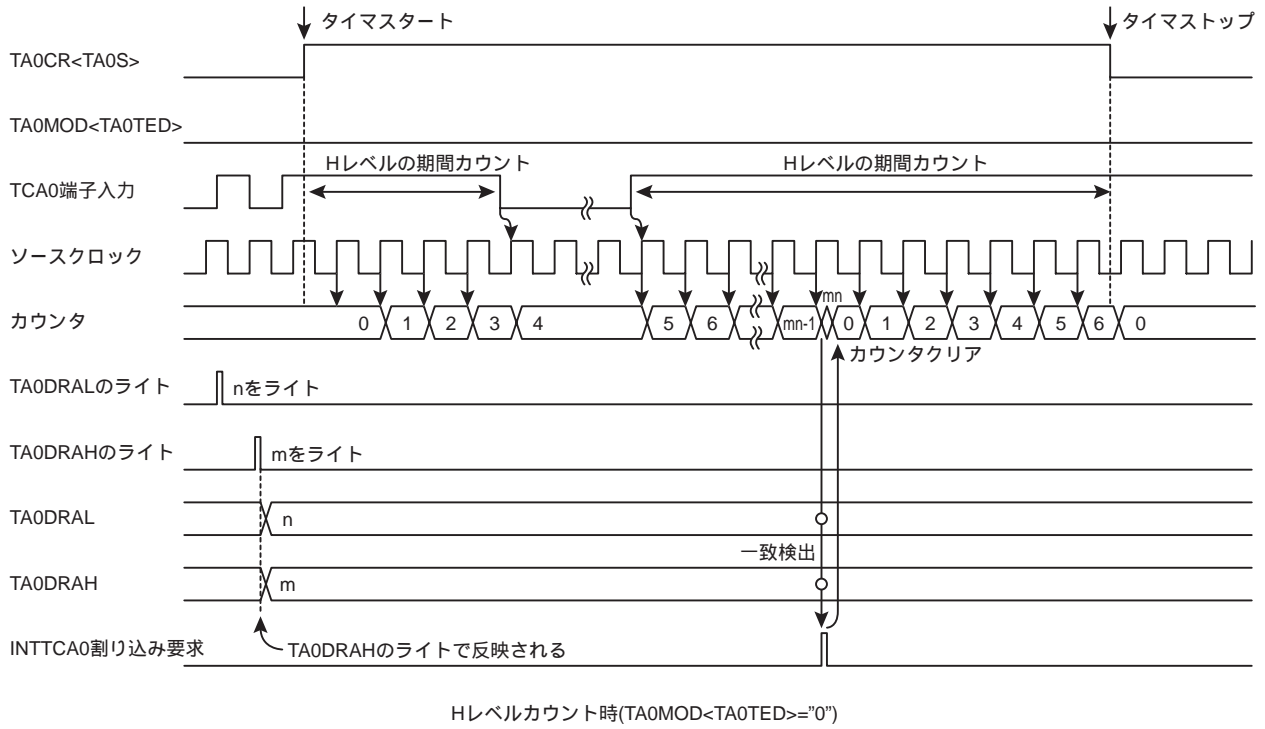 タイマスタート
タイマストップ
TA0CR<TA0S>
TA0MOD<TA0TED>
Hレベルの期間カウント
Hレベルの期間カウント
TCA0端子入力
ソースクロック
mn
カウンタ
0 1 2 3 4 5 6 mn-1 0 1 2 3 4 5 6 0
カウンタクリア
TA0DRALのライト
nをライト
TA0DRAHのライト
mをライト
TA0DRAL
n
一致検出
TA0DRAH
m
INTTCA0割り込み要求
TA0DRAHのライトで反映される
Hレベルカウント時(TA0MOD<TA0TED>=”0”)